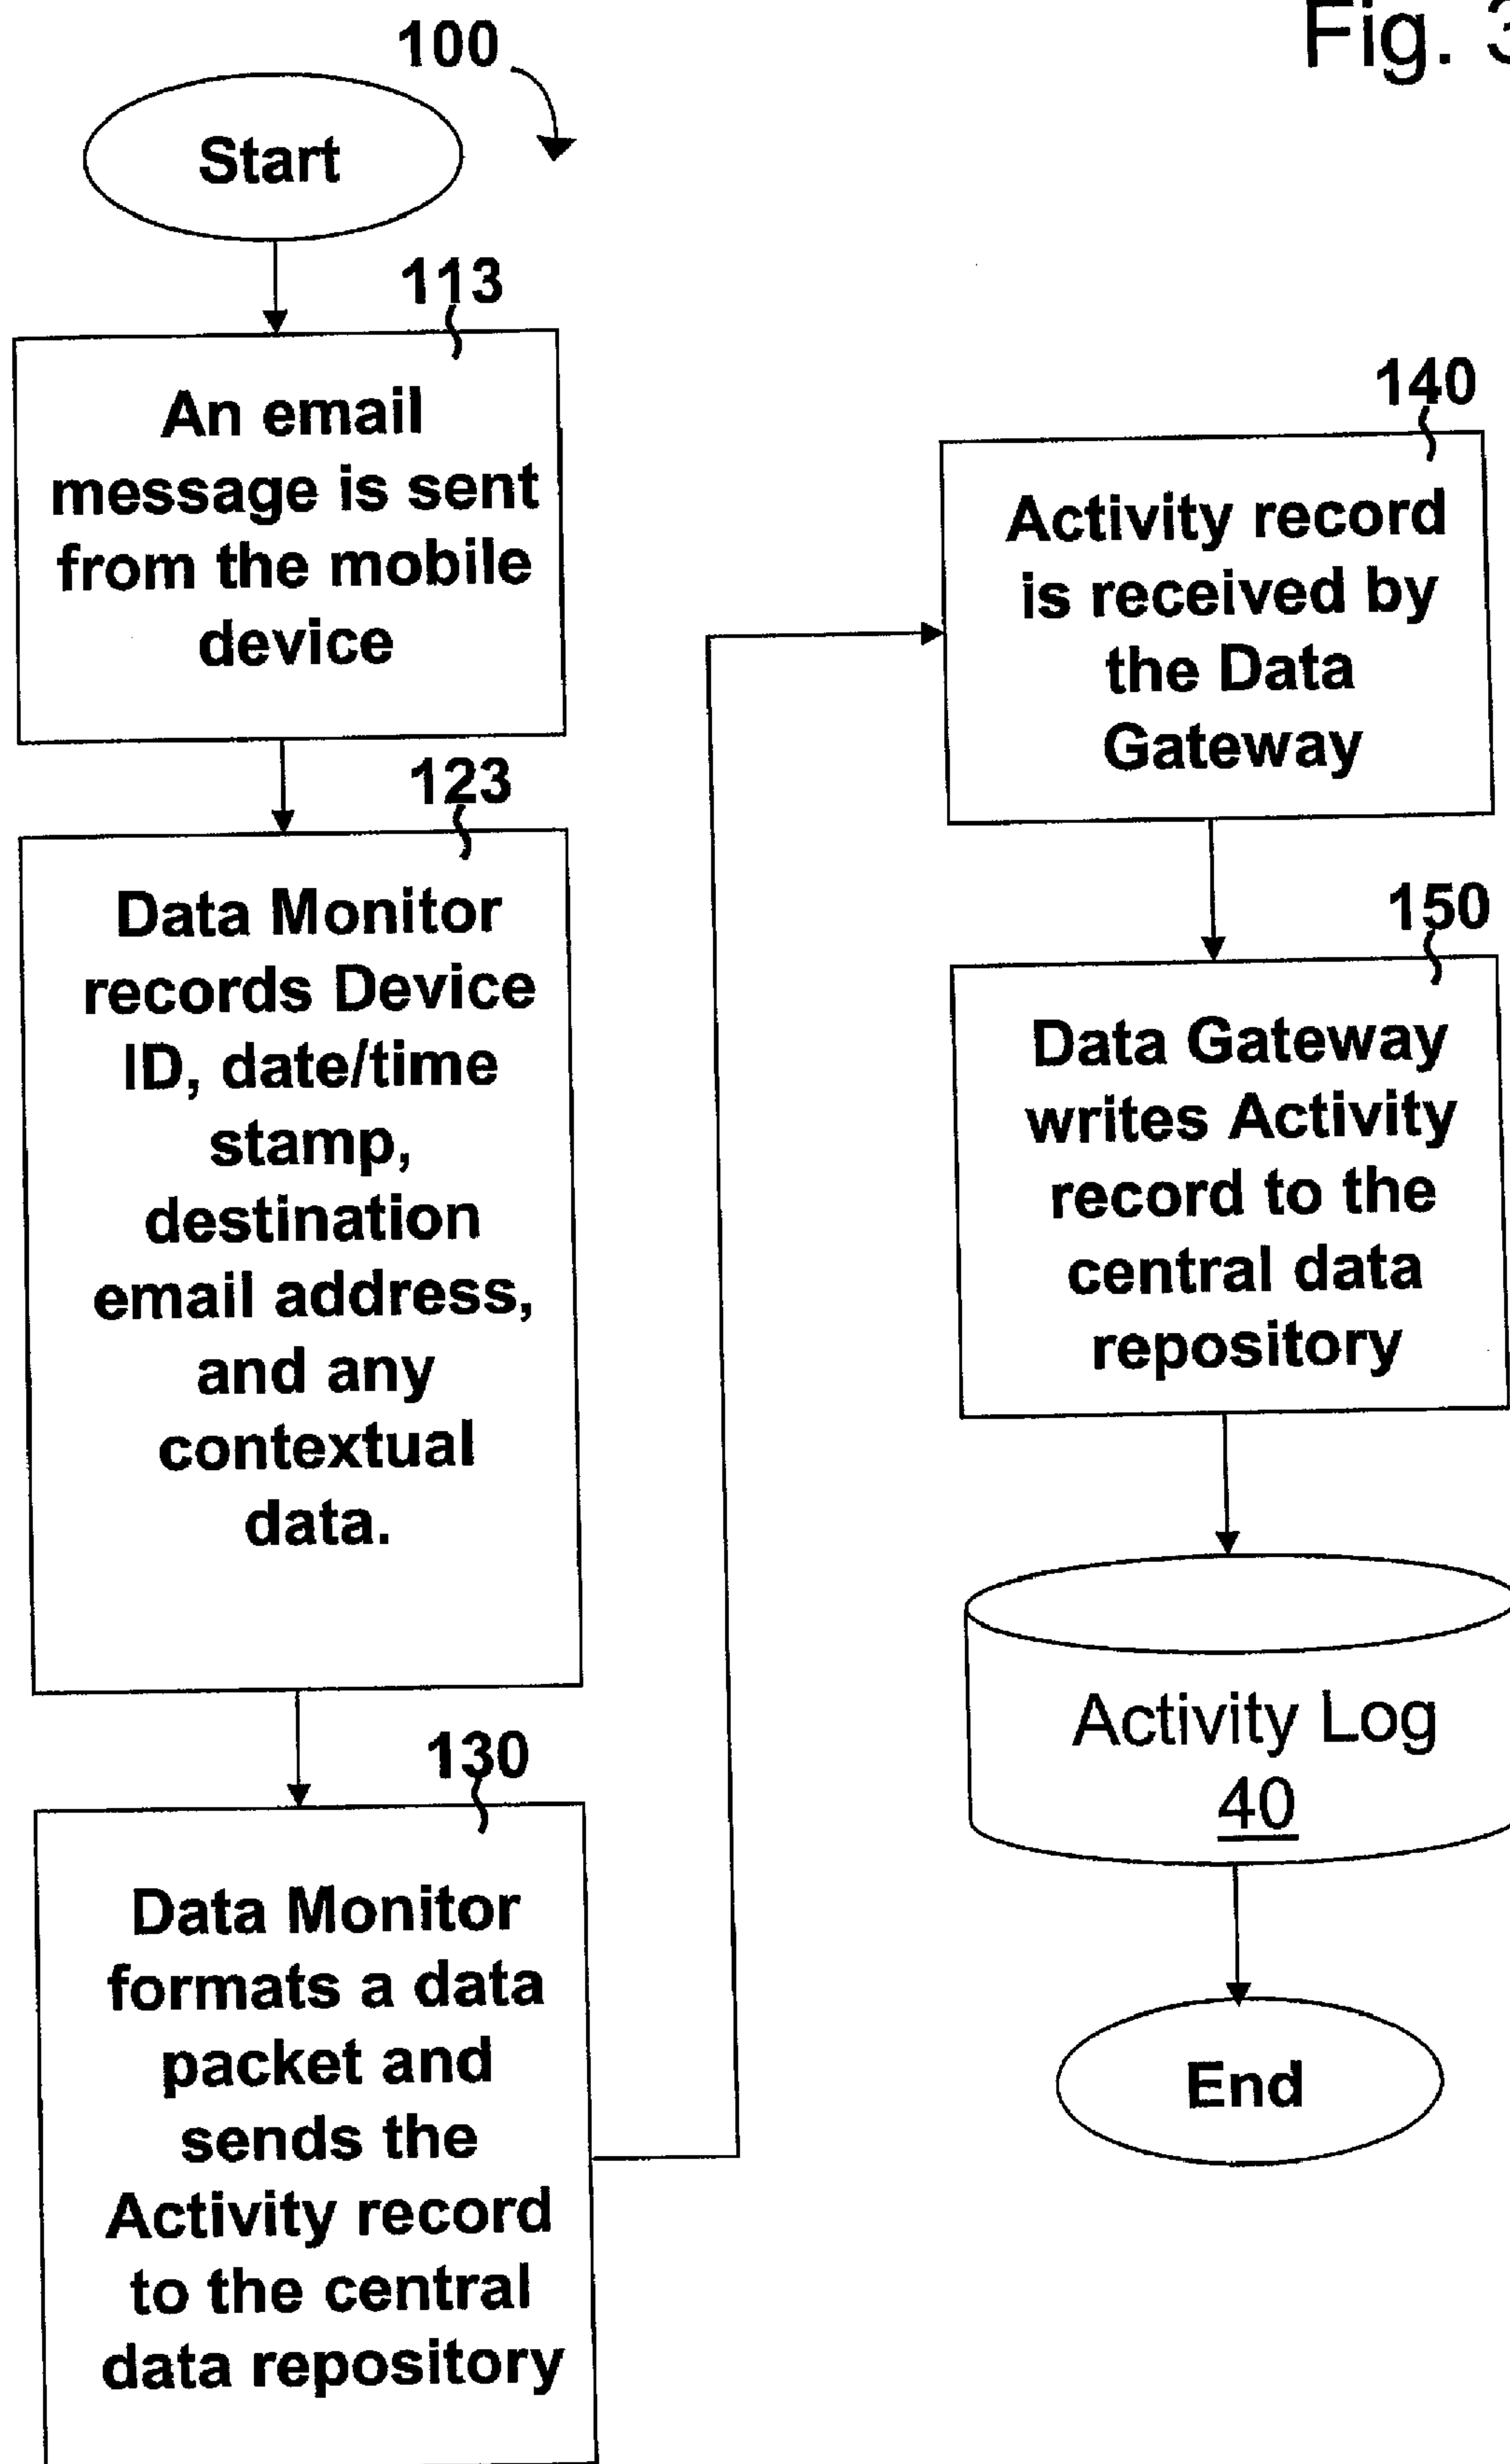 Fig. 3
100
Start
113
An email
message is sent
from the mobile
device
123
Data Monitor
records Device
ID, date/time
stamp,
destination
email address,
and any
contextual
data.
130
Data Monitor
formats a data
packet and
sends the
Activity record
to the central
data repository
140
Activity record
is received by
the Data
Gateway
150
Data Gateway
writes Activity
record to the
central data
repository
Activity Log
40
End